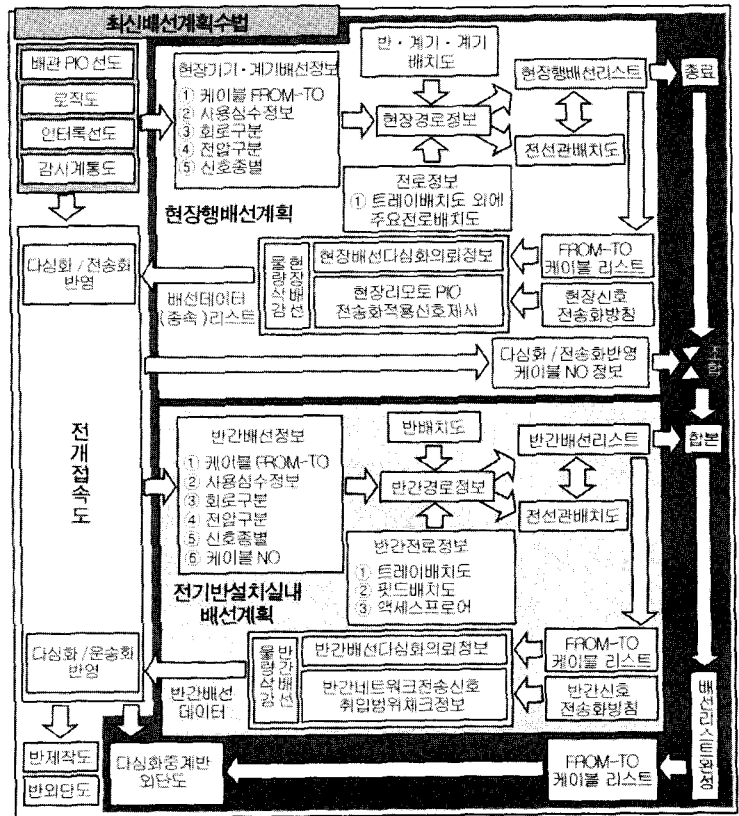 최신배선계획수법
배관 PIO 선도
로직도
인터록선도
감시계통도
현장기기·계기배선정보
① 케이블 FROM-TO
② 사용심수정보
③ 회로구분
④ 전압구분
⑤ 신호종별
반·계기·계기
배치도
현장경로정보
현장행배선리스트
종료
전선관배치도
전로정보
① 트레이배치도 외에
주요전로배치도
현장행배선계획
다심화/전송화
반영
배선데이터
(종속)리스트
현장배선
물량삭감
현장배선다심화의뢰정보
현장리모트 PIO
전송화적용신호제시
FROM-TO
케이블 리스트
현장신호
전송화방침
다심화/전송화반영
케이블 NO 정보
조합
전개접속도
반간배선정보
① 케이블 FROM-TO
② 사용심수정보
③ 회로구분
④ 전압구분
⑤ 신호종별
⑥ 케이블 NO
반배치도
반간경로정보
반간배선리스트
합본
전선관배치도
반간전로정보
① 트레이배치도
② 핏드배치도
③ 액세스프로어
전기반설치실내
배선계획
다심화/운송화
반영
반간배선
데이터
반간배선
물량삭감
반간배선다심화의뢰정보
반간네트워크전송신호
취입범위체크정보
FROM-TO
케이블 리스트
반간신호
전송화방침
배선리스트완성
반제작도
반외단도
다심화중계반
외단도
FROM-TO
케이블 리스트